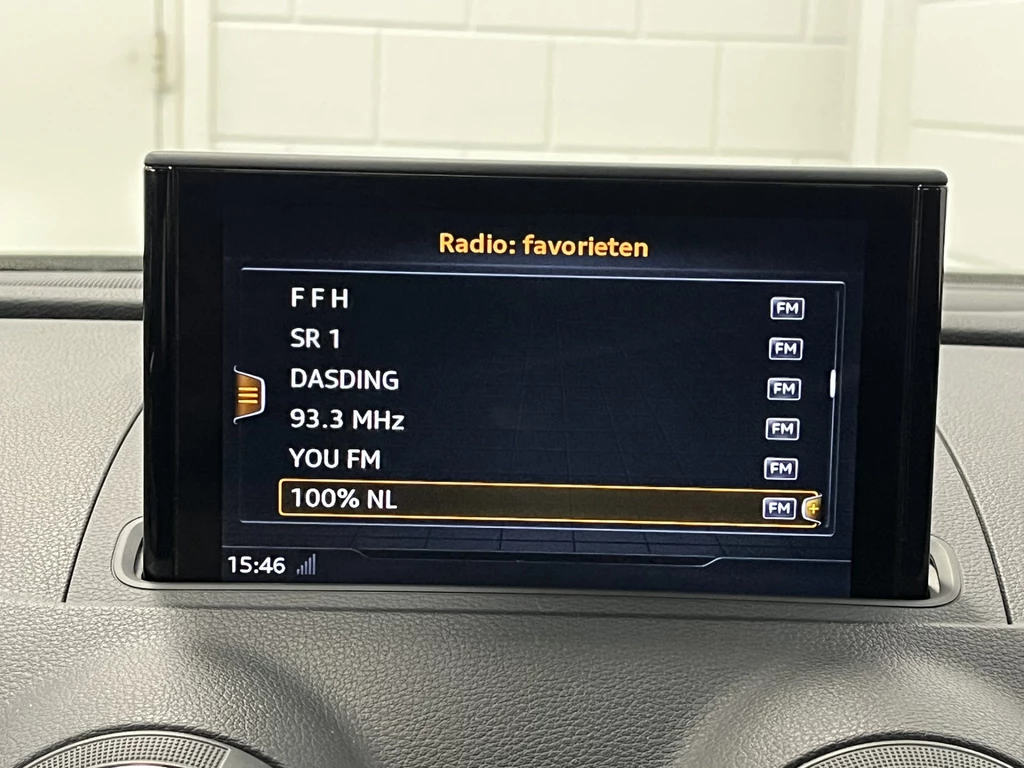 Radio: favorieten
F F H FM
SR 1 FM
DASDING FM
93.3 MHz FM
YOU FM FM
100% NL FM +
15:46